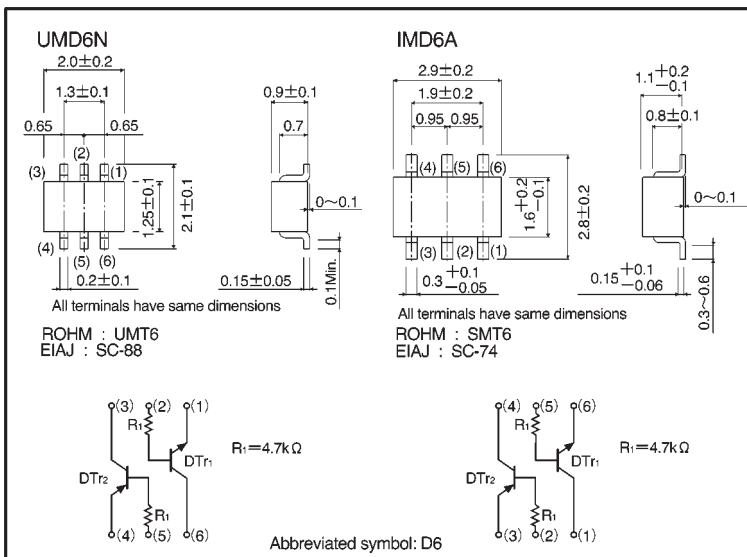 UMD6N
2.0±0.2
1.3±0.1
0.65
0.65
(2)
(3)
(1)
1.25±0.1
2.1±0.1
(4)
(5)
(6)
0.2±0.1
0.9±0.1
0.7
0~0.1
0.15±0.05
0.1Min.
All terminals have same dimensions
ROHM : UMT6
EIAJ : SC-88
IMD6A
2.9±0.2
1.9±0.2
0.95
0.95
(4)
(5)
(6)
1.6+0.2−0.1
2.8±0.2
(3)
(2)
(1)
0.3+0.1−0.05
1.1+0.2−0.1
0.8±0.1
0~0.1
0.15+0.1−0.06
0.3~0.6
All terminals have same dimensions
ROHM : SMT6
EIAJ : SC-74
(3)
(2)
(1)
R1
R1=4.7kΩ
DTr1
DTr2
R1
(4)
(5)
(6)
(4)
(5)
(6)
R1
R1=4.7kΩ
DTr1
DTr2
R1
(3)
(2)
(1)
Abbreviated symbol: D6